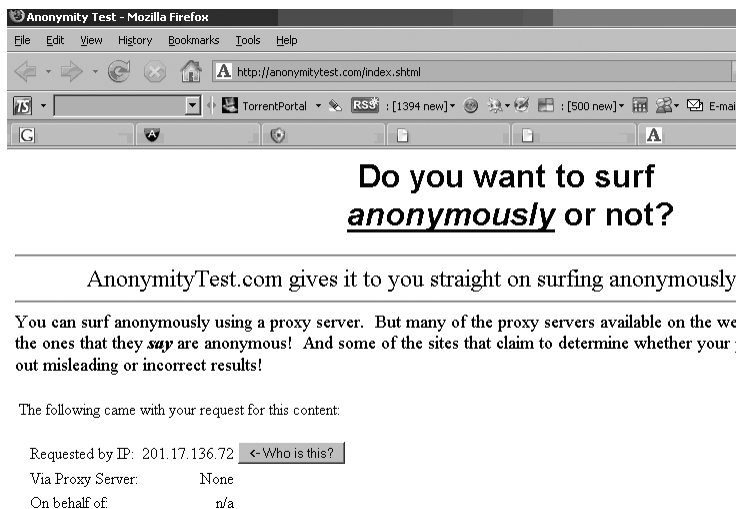 Anonymity Test - Mozilla Firefox
File Edit View History Bookmarks Tools Help
A http://anonymitytest.com/index.shtml
TS TorrentPortal RSS : [1394 new] : [500 new] E-mai
G A
Do you want to surf
anonymously or not?
AnonymityTest.com gives it to you straight on surfing anonymously
You can surf anonymously using a proxy server. But many of the proxy servers available on the we
the ones that they say are anonymous! And some of the sites that claim to determine whether your
out misleading or incorrect results!
The following came with your request for this content:
Requested by IP: 201.17.136.72 <-Who is this?
Via Proxy Server: None
On behalf of: n/a